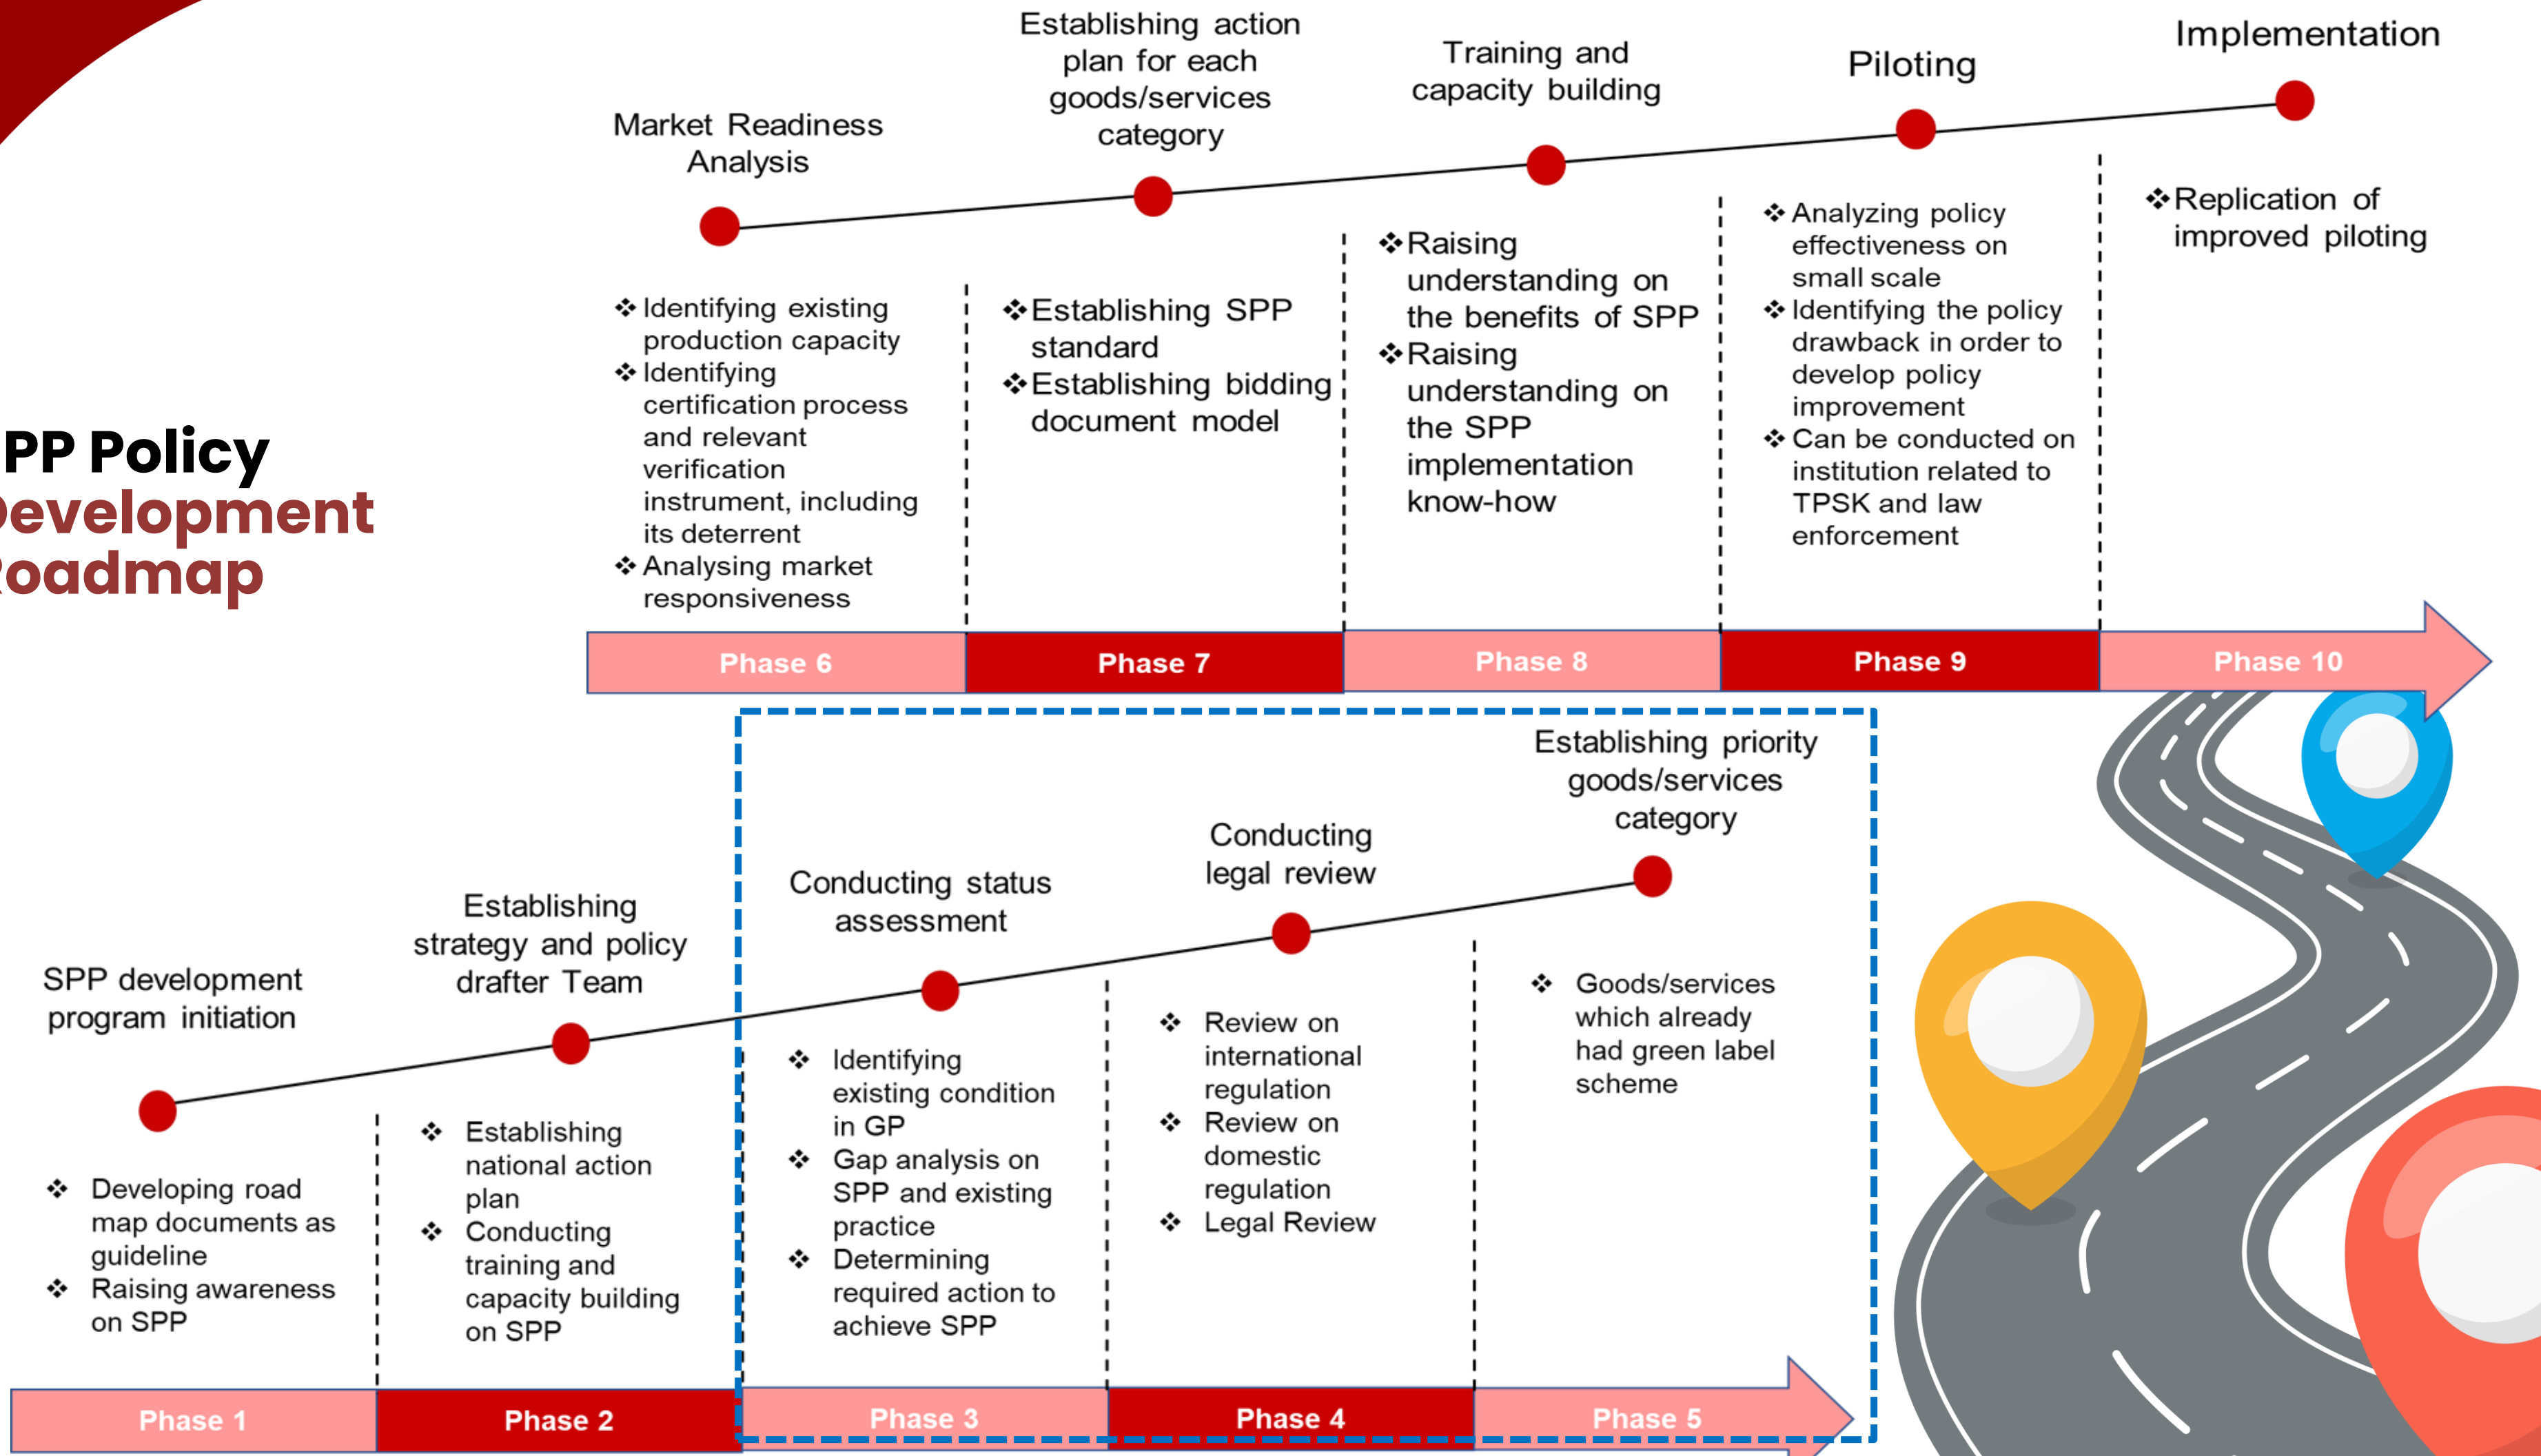 PP Policy
Development
Roadmap
Market Readiness
Analysis
❖ Identifying existing
production capacity
❖ Identifying
certification process
and relevant
verification
instrument, including
its deterrent
❖ Analysing market
responsiveness
Phase 6
Establishing action
plan for each
goods/services
category
❖ Establishing SPP
standard
❖ Establishing bidding
document model
Phase 7
Training and
capacity building
❖ Raising
understanding on
the benefits of SPP
❖ Raising
understanding on
the SPP
implementation
know-how
Phase 8
Piloting
❖ Analyzing policy
effectiveness on
small scale
❖ Identifying the policy
drawback in order to
develop policy
improvement
❖ Can be conducted on
institution related to
TPSK and law
enforcement
Phase 9
Implementation
❖ Replication of
improved piloting
Phase 10
SPP development
program initiation
❖ Developing road
map documents as
guideline
❖ Raising awareness
on SPP
Phase 1
Establishing
strategy and policy
drafter Team
❖ Establishing
national action
plan
❖ Conducting
training and
capacity building
on SPP
Phase 2
Conducting status
assessment
❖ Identifying
existing condition
in GP
❖ Gap analysis on
SPP and existing
practice
❖ Determining
required action to
achieve SPP
Phase 3
Conducting
legal review
❖ Review on
international
regulation
❖ Review on
domestic
regulation
❖ Legal Review
Phase 4
Establishing priority
goods/services
category
❖ Goods/services
which already
had green label
scheme
Phase 5